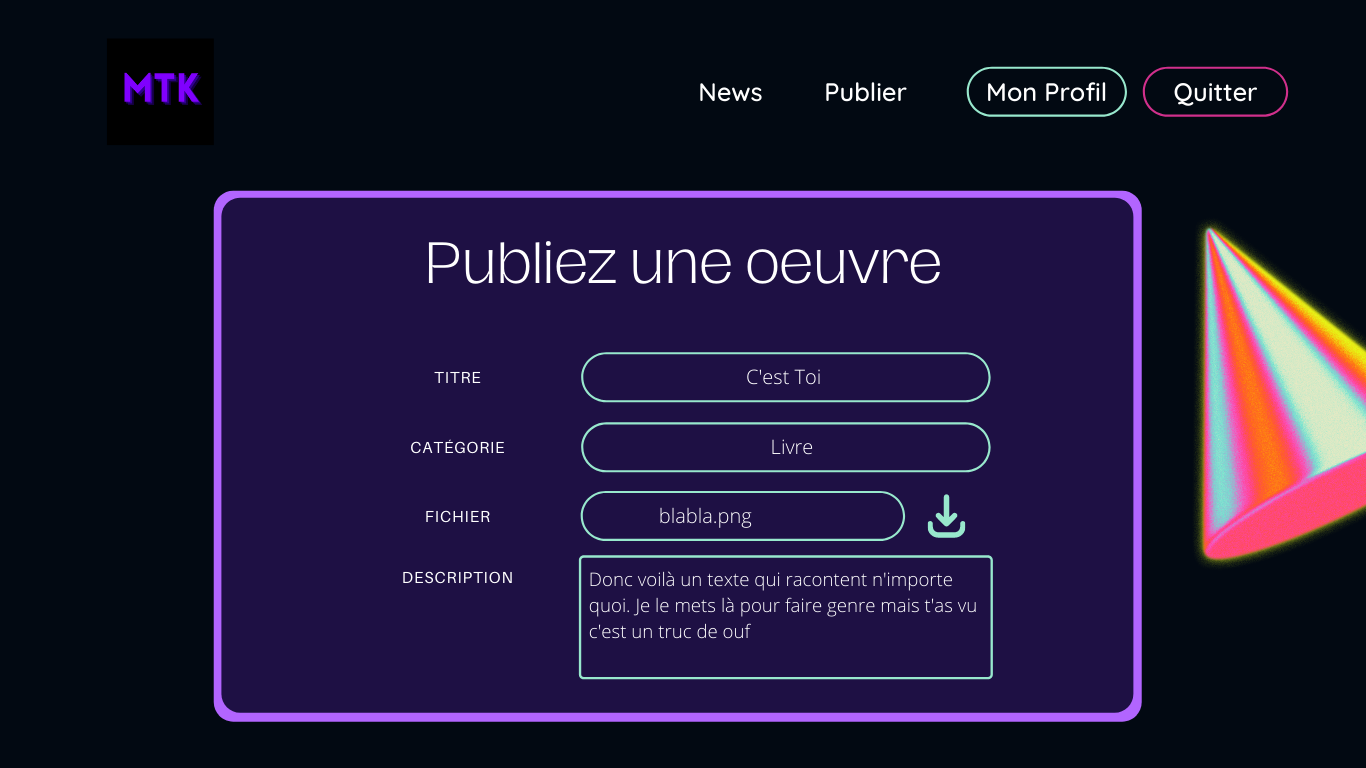 MTK
News
Publier
Mon Profil
Quitter
Publiez une oeuvre
TITRE
C'est Toi
CATÉGORIE
Livre
FICHIER
blabla.png
DESCRIPTION
Donc voilà un texte qui racontent n'importe
quoi. Je le mets là pour faire genre mais t'as vu
c'est un truc de ouf